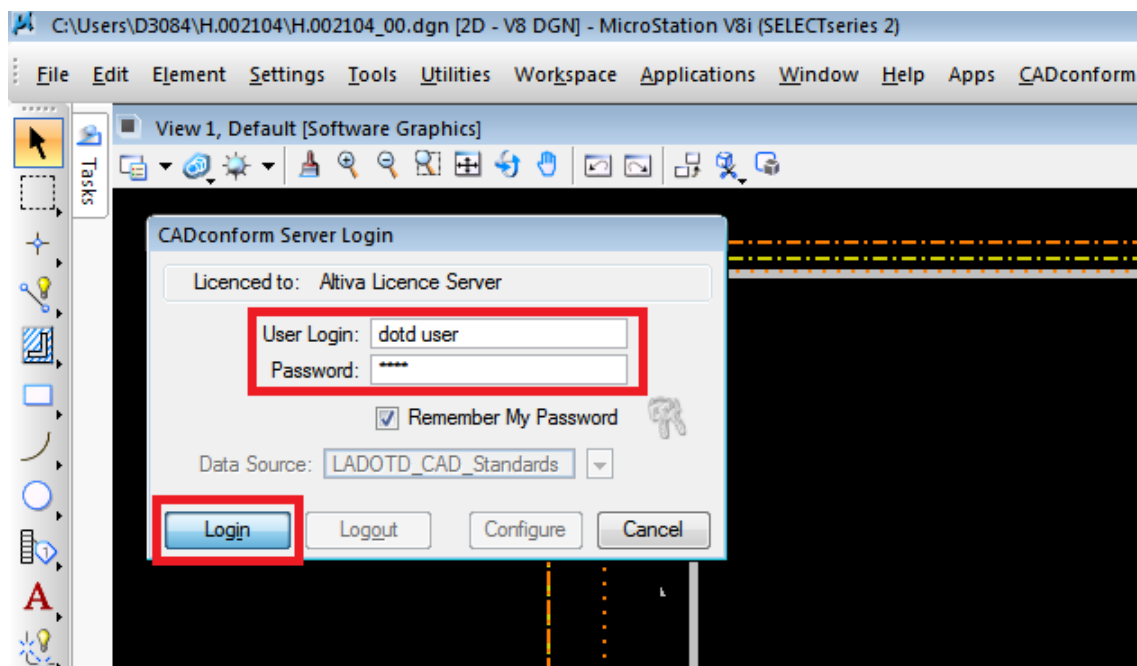 C:\Users\D3084\H.002104\H.002104_00.dgn [2D - V8 DGN] - MicroStation V8i (SELECTseries 2)
File Edit Element Settings Tools Utilities Workspace Applications Window Help Apps CADconform
View 1, Default [Software Graphics]
Tasks
CADconform Server Login
Licenced to: Altiva Licence Server
User Login: dotd user
Password: ****
Remember My Password
Data Source: LADOTD_CAD_Standards
Login Logout Configure Cancel
1
A